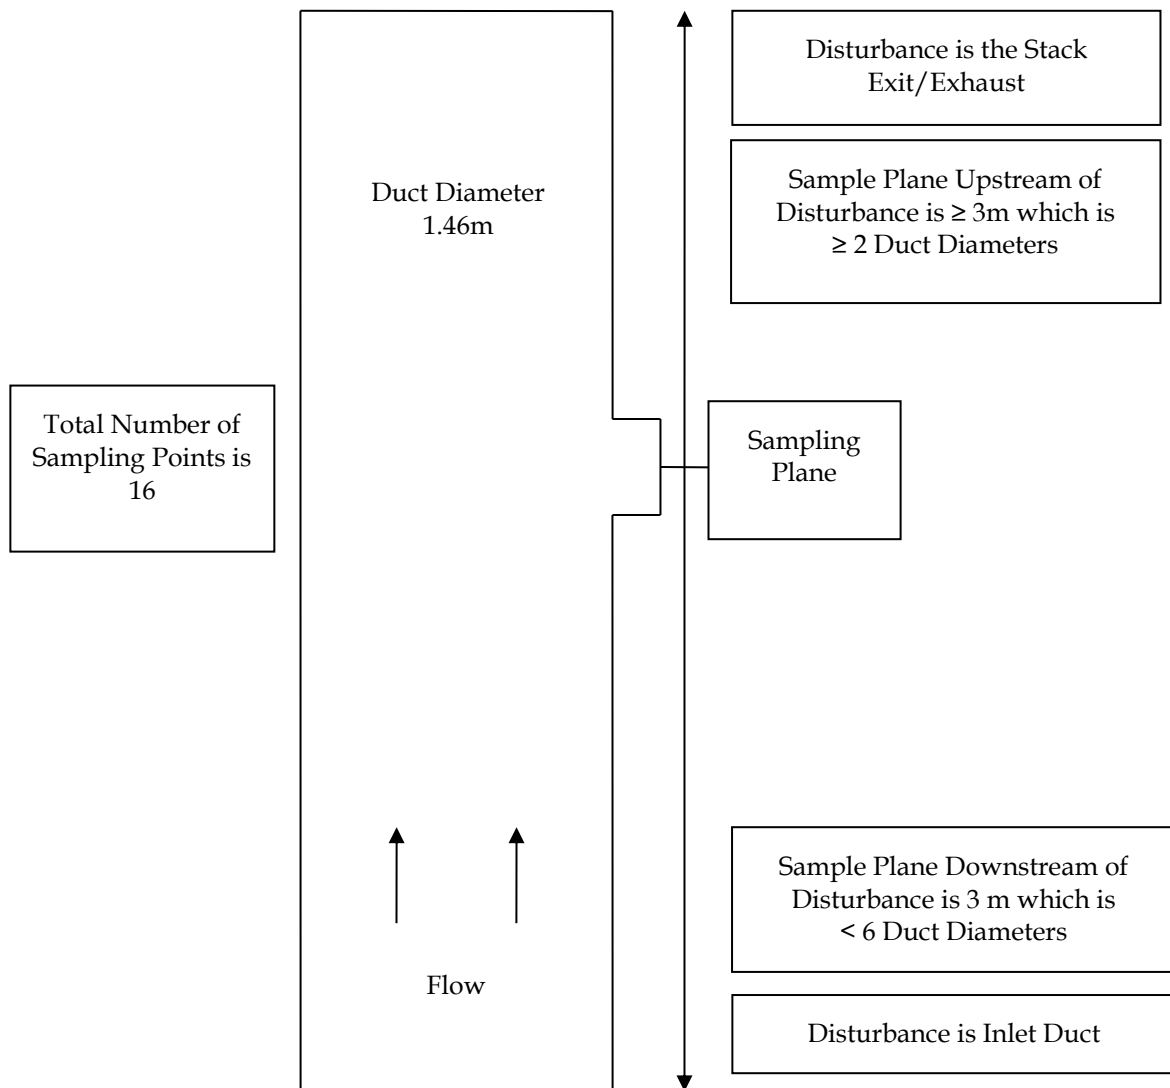 Disturbance is the Stack
Exit/Exhaust
Sample Plane Upstream of
Disturbance is ≥ 3m which is
≥ 2 Duct Diameters
Duct Diameter
1.46m
Total Number of
Sampling Points is
16
Sampling
Plane
Sample Plane Downstream of
Disturbance is 3 m which is
< 6 Duct Diameters
Flow
Disturbance is Inlet Duct